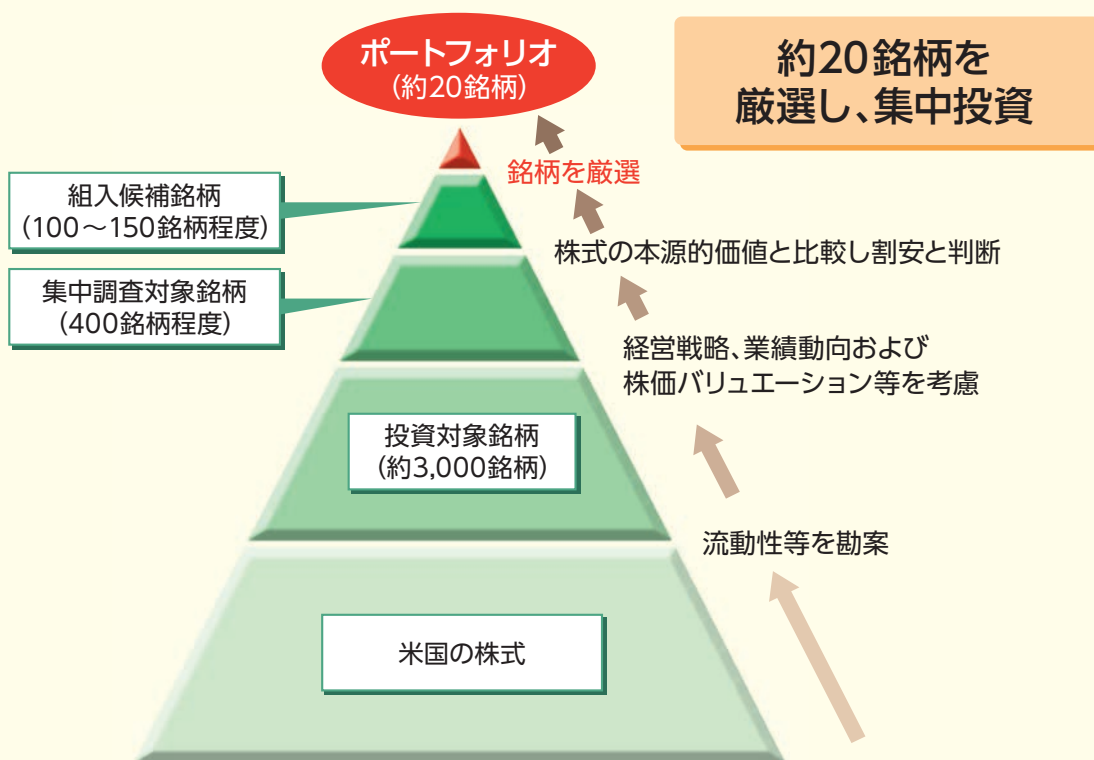 ポートフォリオ
(約20銘柄)
約20銘柄を
厳選し、集中投資
銘柄を厳選
組入候補銘柄
(100～150銘柄程度)
株式の本源的価値と比較し割安と判断
集中調査対象銘柄
(400銘柄程度)
経営戦略、業績動向および
株価バリュエーション等を考慮
投資対象銘柄
(約3,000銘柄)
流動性等を勘案
米国の株式